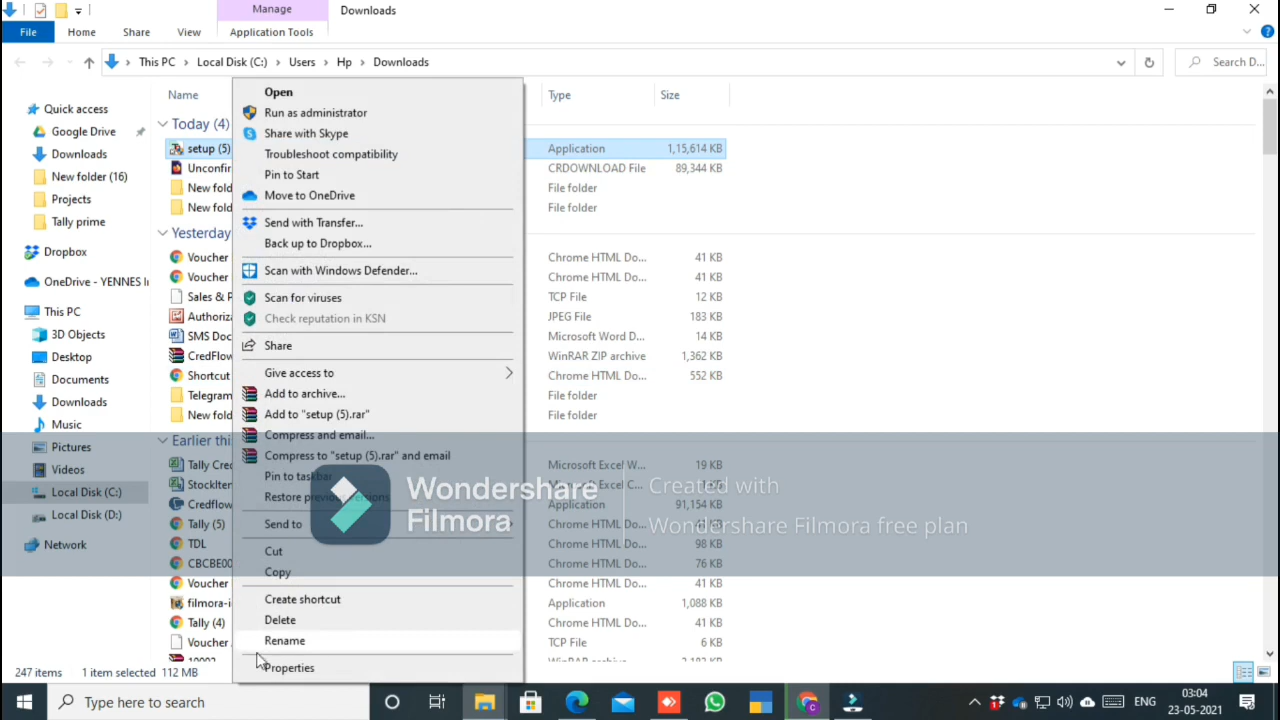 Manage
Downloads
File
Home
Share
View
Application Tools
This PC
Local Disk (C:)
Users
Hp
Downloads
Search D...
Name
Type
Size
Quick access
Google Drive
Downloads
New folder (16)
Projects
Tally prime
Dropbox
OneDrive - YENNES
This PC
3D Objects
Desktop
Documents
Downloads
Music
Pictures
Videos
Local Disk (C:)
Local Disk (D:)
Network
Today (4)
setup (5) Application 1,15,614 KB
Unconfir CRDOWNLOAD File 89,344 KB
New fold File folder
New fold File folder
Yesterday
Voucher Chrome HTML Do... 41 KB
Voucher Chrome HTML Do... 41 KB
Sales & P TCP File 12 KB
Authoriza JPEG File 183 KB
SMS Doc Microsoft Word D... 14 KB
CredFlow WinRAR ZIP archive 1,362 KB
Shortcut Chrome HTML Do... 552 KB
Telegram File folder
New fold File folder
Earlier thi
Tally Cred Microsoft Excel W... 19 KB
StockIten Microsoft Excel C...
Credflow Application 91,154 KB
Tally (5) Chrome HTML Do... KB
TDL Chrome HTML Do... 98 KB
CBCBE00 Chrome HTML Do... 76 KB
Voucher Chrome HTML Do... 41 KB
filmora-i Application 1,088 KB
Tally (4) Chrome HTML Do... 41 KB
Voucher TCP File 6 KB
Open
Run as administrator
Share with Skype
Troubleshoot compatibility
Pin to Start
Move to OneDrive
Send with Transfer...
Back up to Dropbox...
Scan with Windows Defender...
Scan for viruses
Check reputation in KSN
Share
Give access to
Add to archive...
Add to "setup (5).rar"
Compress and email...
Compress to "setup (5).rar" and email
Pin to taskbar
Restore previous versions
Send to
Cut
Copy
Create shortcut
Delete
Rename
Properties
Wondershare
Filmora
Created with
Wondershare Filmora free plan
247 items 1 item selected 112 MB
Type here to search
ENG
03:04
23-05-2021